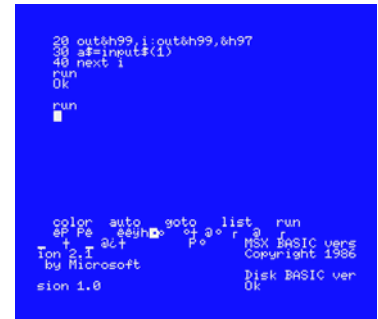 20 out&h99,i:out&h99,&h97
30 a$=input$(1)
40 next i
run
Ok
run
color auto goto list run
MSX BASIC vers
ion 2.1
Copyright 1986
by Microsoft
Disk BASIC ver
sion 1.0
Ok